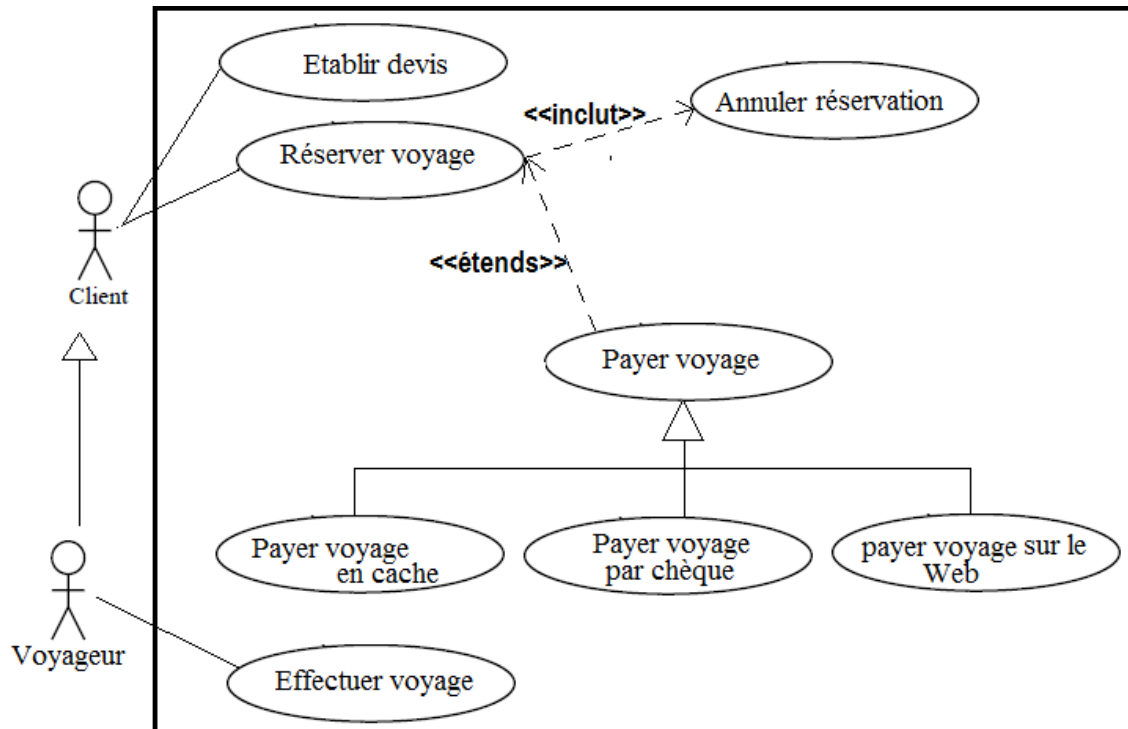 Etablir devis
Annuler réservation
<<inclut>>
Réserver voyage
<<étends>>
Client
Payer voyage
Payer voyage
en cache
Payer voyage
par chèque
payer voyage sur le
Web
Voyageur
Effectuer voyage